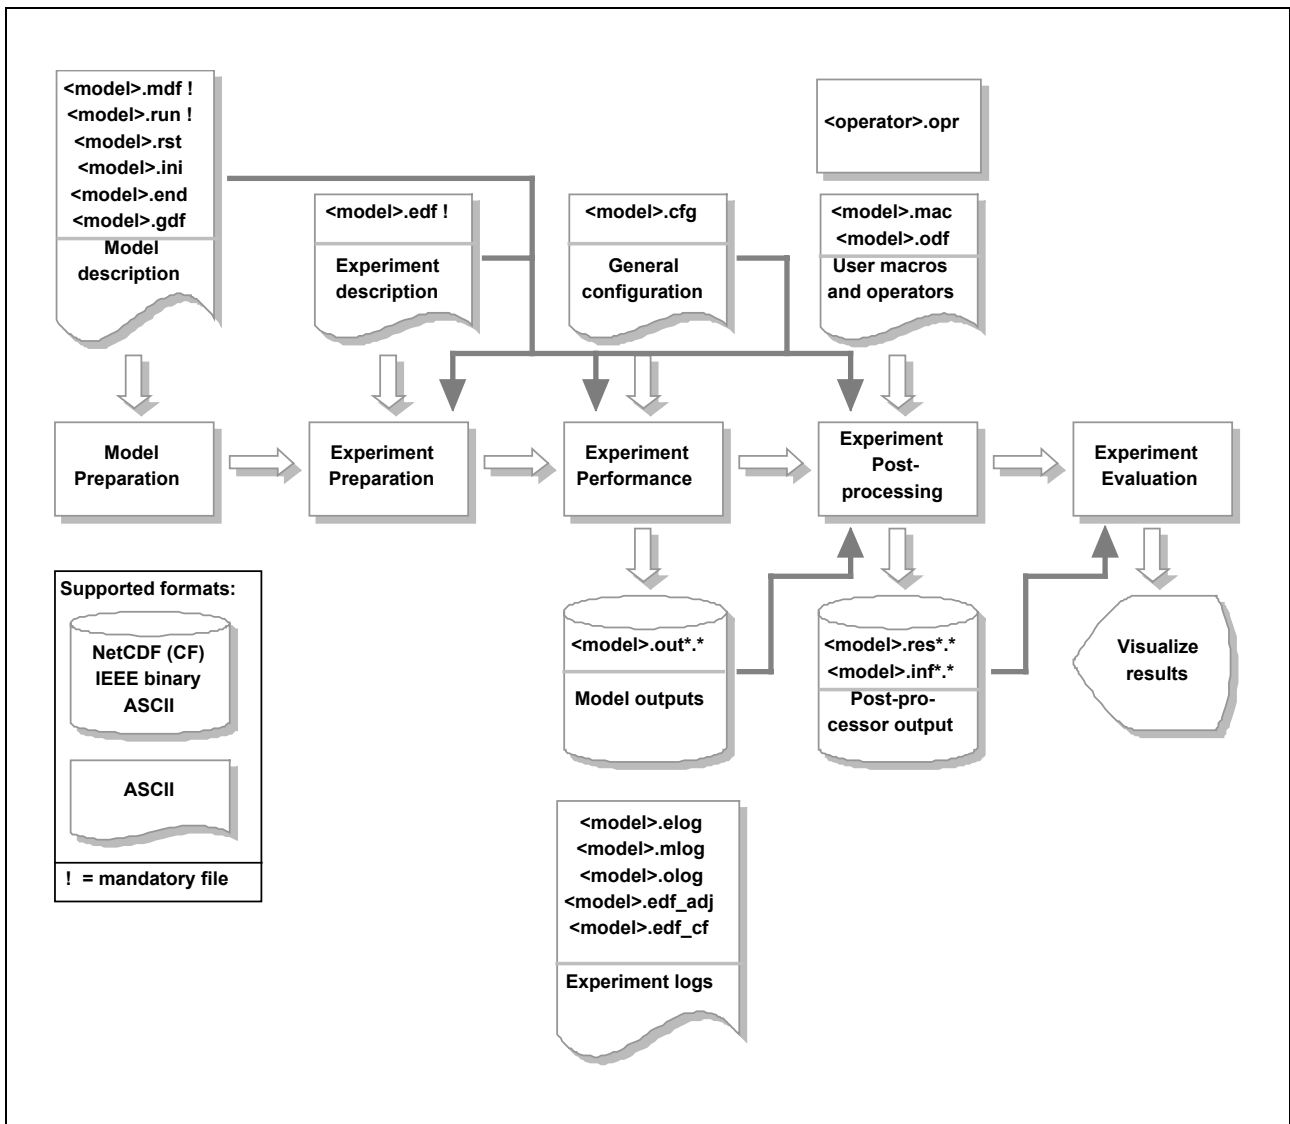 <model>.mdf !
<model>.run !
<model>.rst
<model>.ini
<model>.end
<model>.gdf
Model
description
<model>.edf !
Experiment
description
<model>.cfg
General
configuration
<operator>.opr
<model>.mac
<model>.odf
User macros
and operators
Model
Preparation
Experiment
Preparation
Experiment
Performance
Experiment
Post-
processing
Experiment
Evaluation
Supported formats:
NetCDF (CF)
IEEE binary
ASCII
ASCII
! = mandatory file
<model>.out*.*
Model outputs
<model>.res*.*
<model>.inf*.*
Post-pro-
cessor output
Visualize
results
<model>.elog
<model>.mlog
<model>.olog
<model>.edf_adj
<model>.edf_cf
Experiment logs